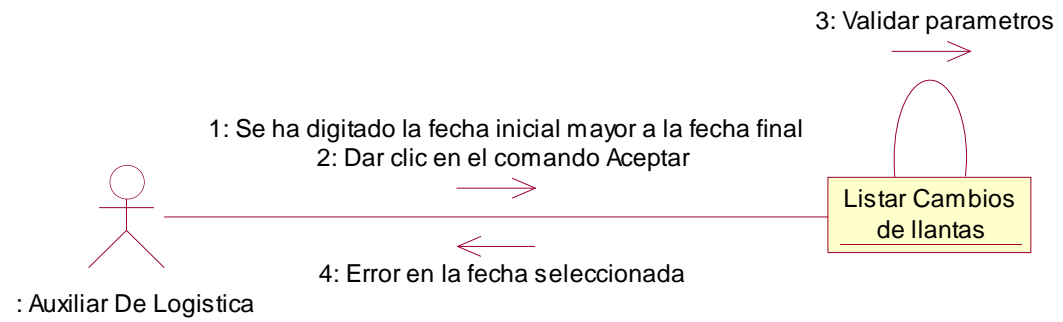 3: Validar parametros
1: Se ha digitado la fecha inicial mayor a la fecha final
2: Dar clic en el comando Aceptar
Listar Cambios
de llantas
4: Error en la fecha seleccionada
: Auxiliar De Logistica